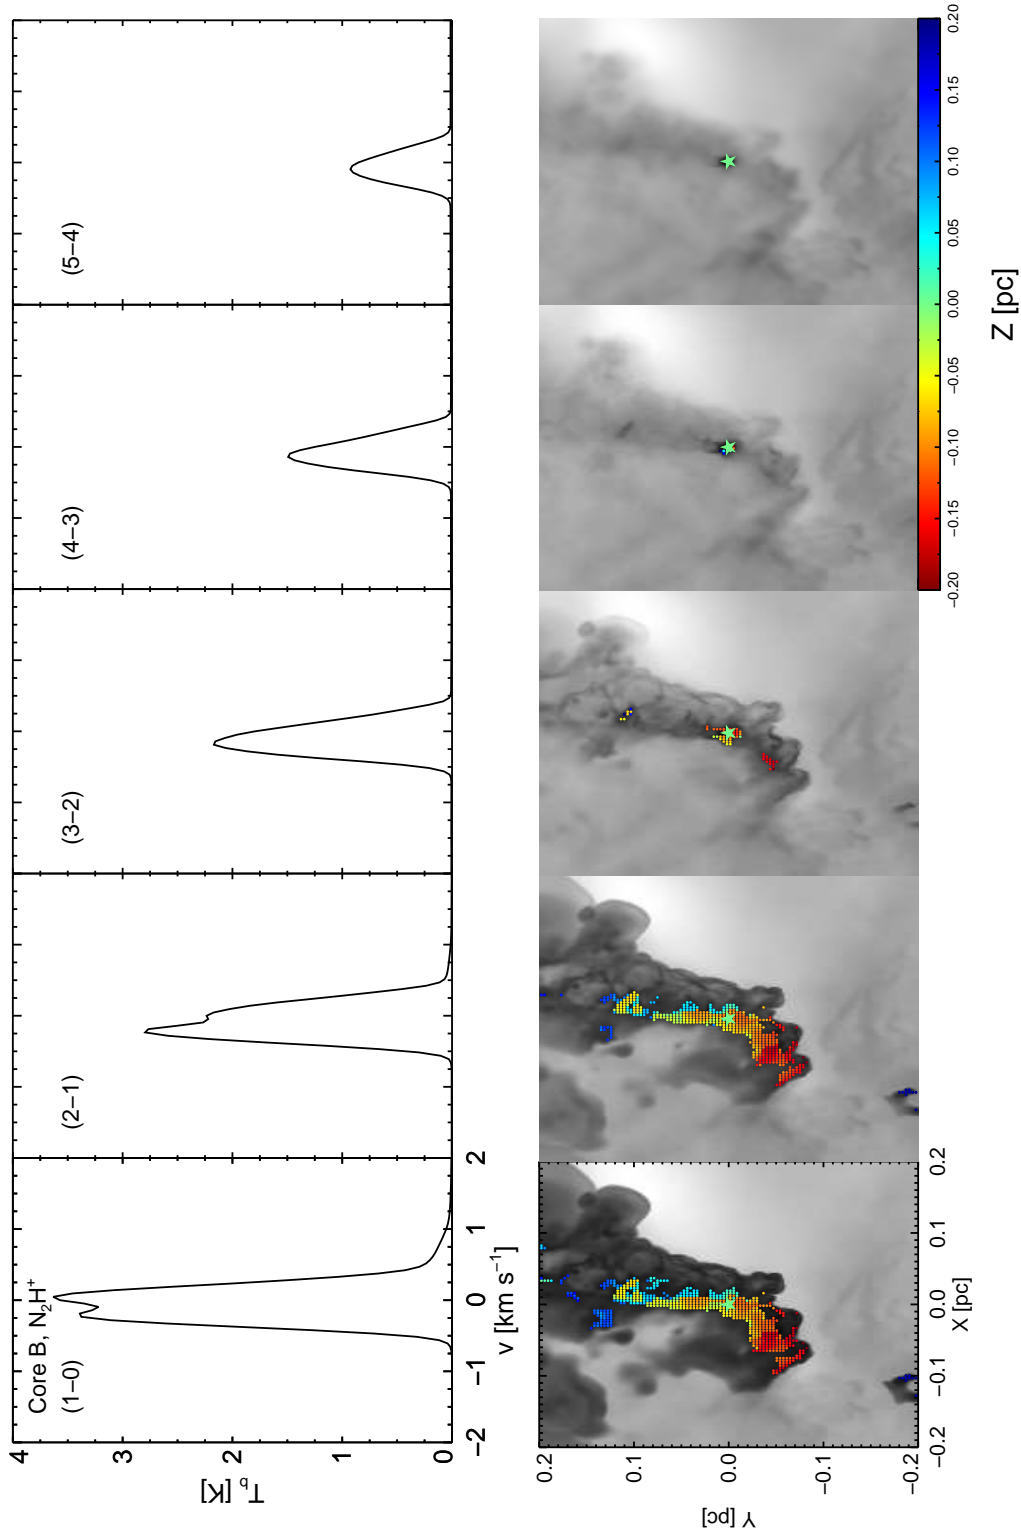 Core B, N₂H⁺
(1−0)
(2−1)
(3−2)
(4−3)
(5−4)
4
3
2
1
0
T_b [K]
−2 −1 0 1 2
v [km s⁻¹]
0.2
0.1
0.0
−0.1
−0.2
Y [pc]
−0.2 −0.1 0.0 0.1 0.2
X [pc]
−0.20 −0.15 −0.10 −0.05 0.00 0.05 0.10 0.15 0.20
Z [pc]